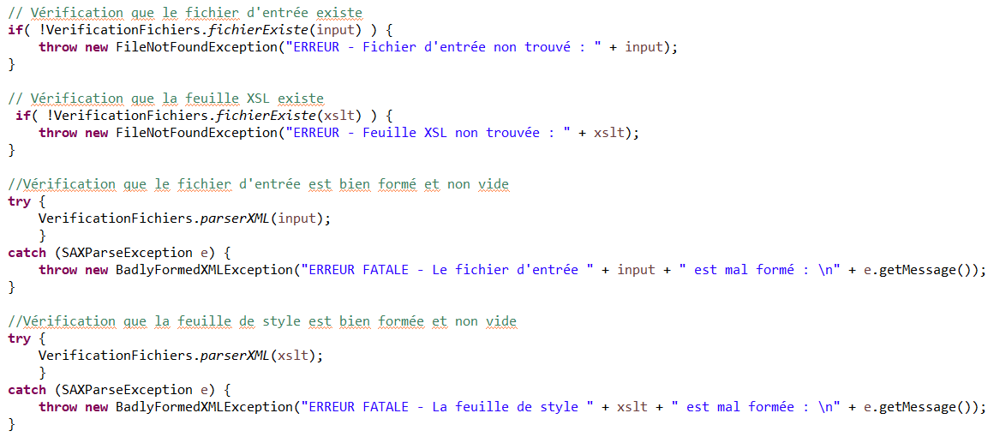 // Vérification que le fichier d'entrée existe
if( !VerificationFichiers.fichierExiste(input) ) {
    throw new FileNotFoundException("ERREUR - Fichier d'entrée non trouvé : " + input);
}

// Vérification que la feuille XSL existe
 if( !VerificationFichiers.fichierExiste(xslt) ) {
    throw new FileNotFoundException("ERREUR - Feuille XSL non trouvée : " + xslt);
}

//Vérification que le fichier d'entrée est bien formé et non vide
try {
    VerificationFichiers.parserXML(input);
    }
catch (SAXParseException e) {
    throw new BadlyFormedXMLException("ERREUR FATALE - Le fichier d'entrée " + input + " est mal formé : \n" + e.getMessage());
}

//Vérification que la feuille de style est bien formée et non vide
try {
    VerificationFichiers.parserXML(xslt);
    }
catch (SAXParseException e) {
    throw new BadlyFormedXMLException("ERREUR FATALE - La feuille de style " + xslt + " est mal formée : \n" + e.getMessage());
}